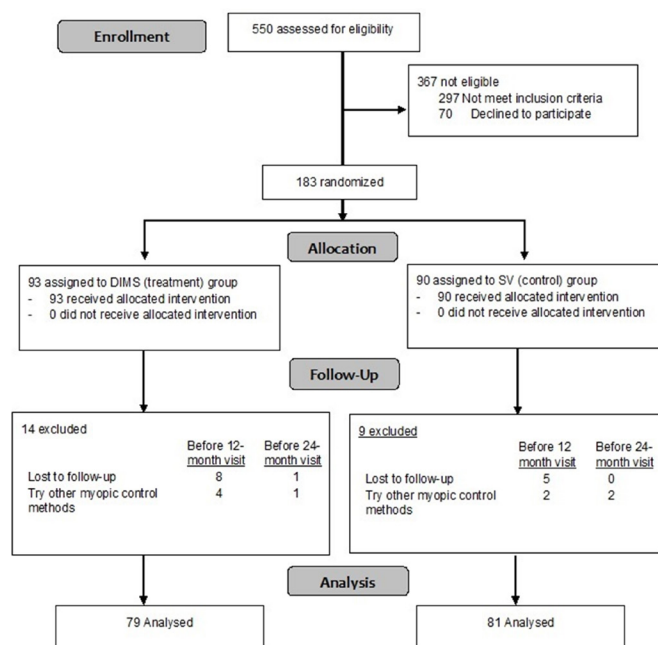 Enrollment
550 assessed for eligibility
367 not eligible
297 Not meet inclusion criteria
70 Declined to participate
183 randomized
Allocation
93 assigned to DIMS (treatment) group
- 93 received allocated intervention
- 0 did not receive allocated intervention
90 assigned to SV (control) group
- 90 received allocated intervention
- 0 did not receive allocated intervention
Follow-Up
14 excluded
Before 12- Before 24-
month visit month visit
Lost to follow-up 8 1
Try other myopic control 4 1
methods
9 excluded
Before 12 Before 24-
month visit month visit
Lost to follow-up 5 0
Try other myopic control 2 2
methods
Analysis
79 Analysed
81 Analysed